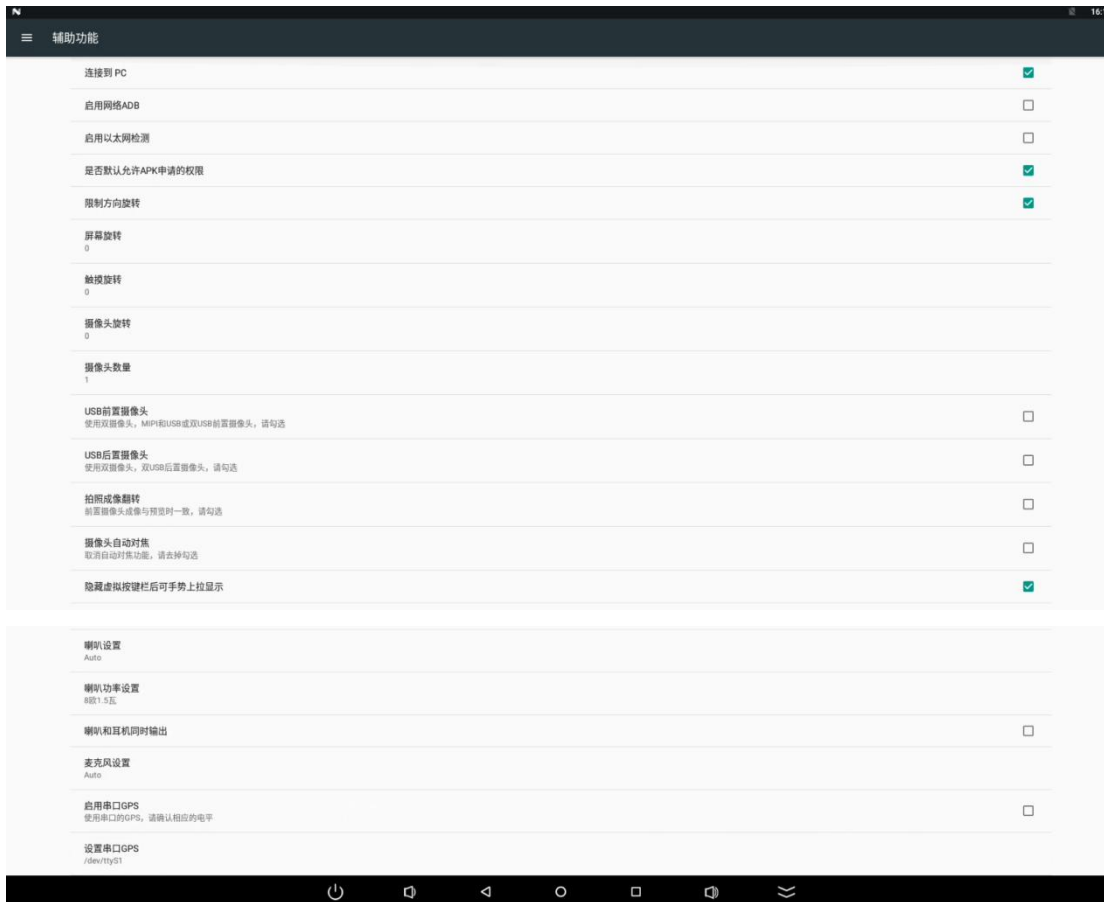 16:
辅助功能
连接到 PC
启用网络ADB
启用以太网检测
是否默认允许APK申请的权限
限制方向旋转
屏幕旋转
0
触摸旋转
0
摄像头旋转
0
摄像头数量
1
USB前置摄像头
使用双摄像头，MIPI和USB或双USB前置摄像头，请勾选
USB后置摄像头
使用双摄像头，双USB后置摄像头，请勾选
拍照成像翻转
前置摄像头成像与预览时一致，请勾选
摄像头自动对焦
取消自动对焦功能，请去掉勾选
隐藏虚拟按键栏后可手势上拉显示
喇叭设置
Auto
喇叭功率设置
8欧1.5瓦
喇叭和耳机同时输出
麦克风设置
Auto
启用串口GPS
使用串口的GPS，请确认相应的电平
设置串口GPS
/dev/ttyS1